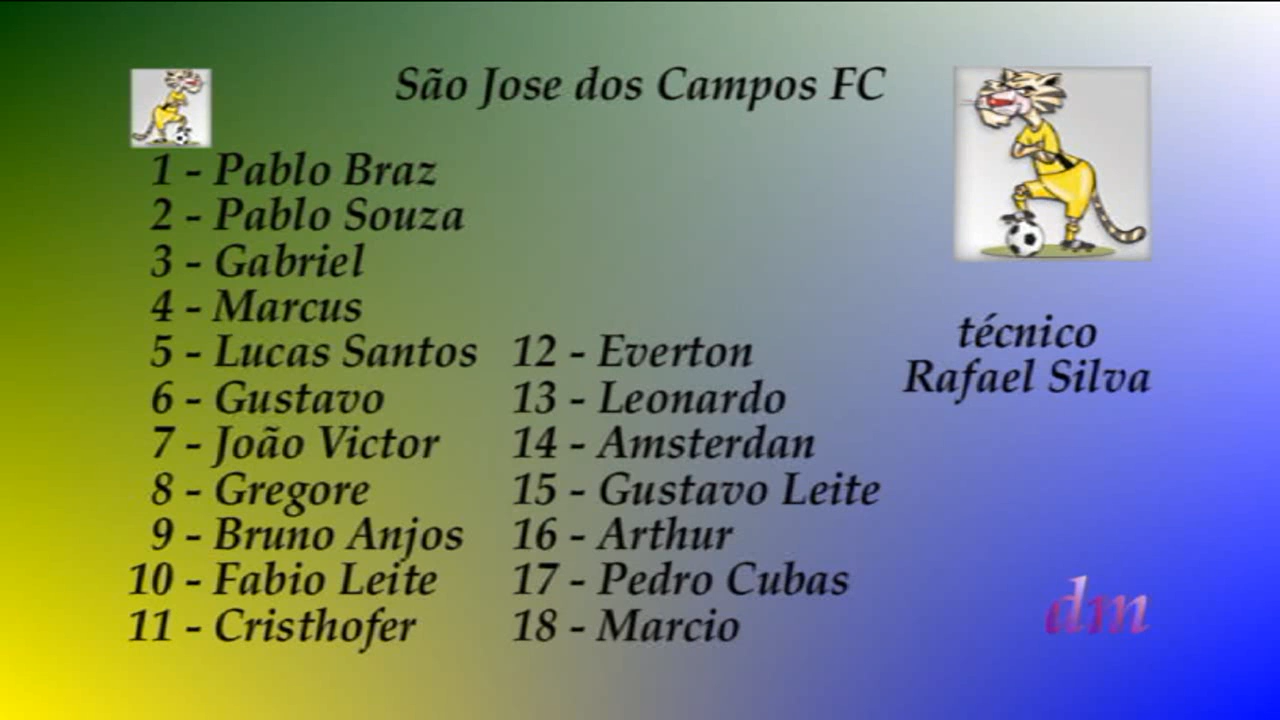 São Jose dos Campos FC
1 - Pablo Braz
2 - Pablo Souza
3 - Gabriel
4 - Marcus
5 - Lucas Santos
6 - Gustavo
7 - João Victor
8 - Gregore
9 - Bruno Anjos
10 - Fabio Leite
11 - Cristhofer
12 - Everton
13 - Leonardo
14 - Amsterdan
15 - Gustavo Leite
16 - Arthur
17 - Pedro Cubas
18 - Marcio
técnico
Rafael Silva
dm